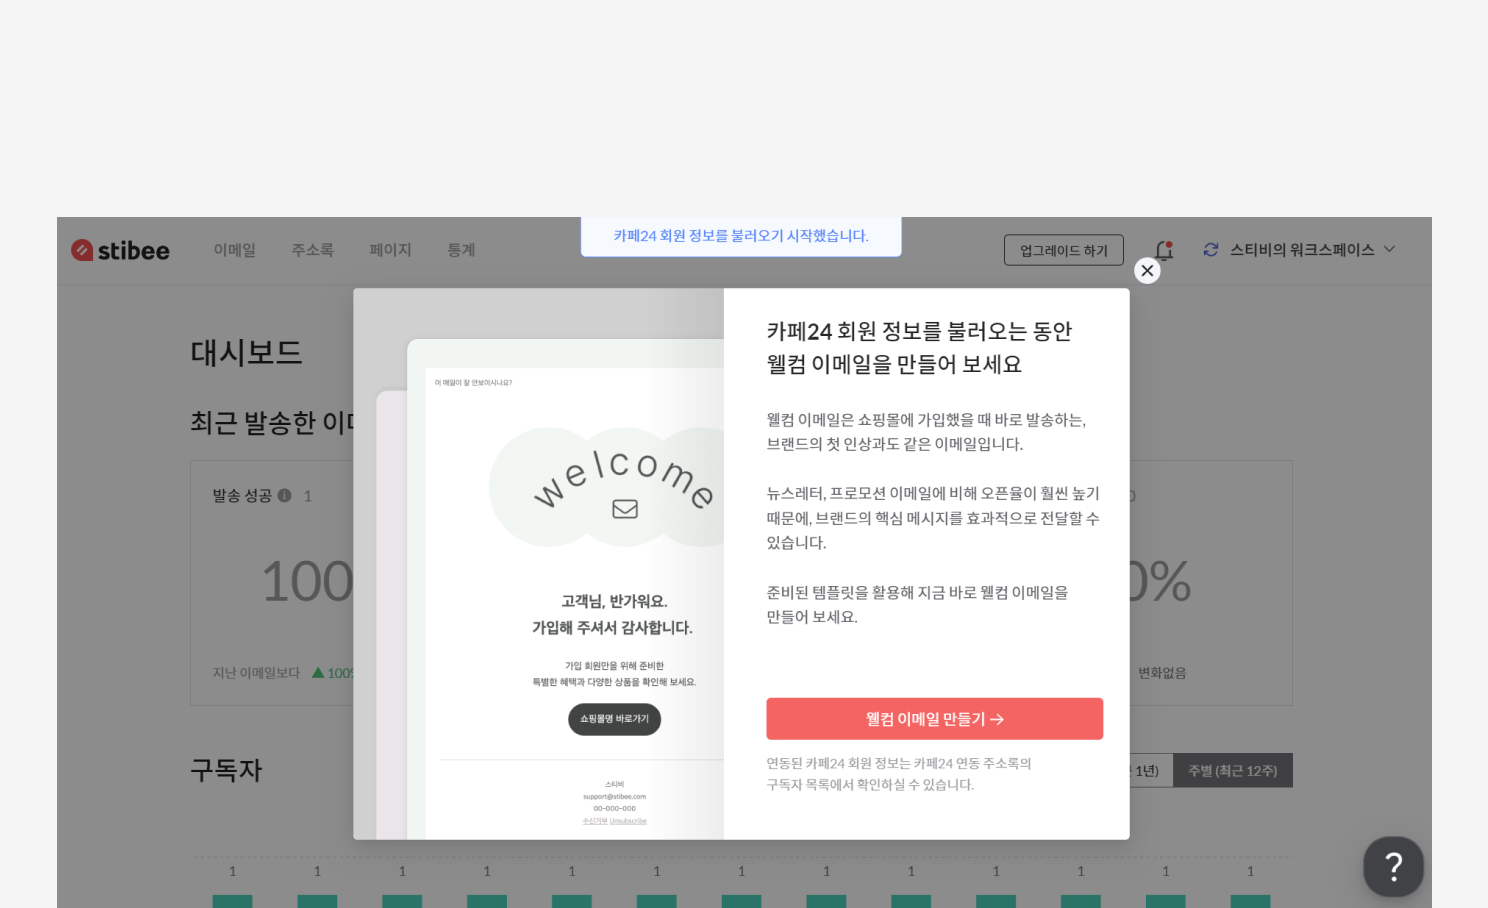 카페24 회원 정보를 불러오기 시작했습니다.
stibee
이메일
주소록
페이지
통계
업그레이드 하기
스티비의 워크스페이스
대시보드
최근 발송한 이
발송 성공
1
100
지난 이메일보다
▲ 100
0%
변화없음
구독자
1년)
주별 (최근 12주)
1 1 1 1 1 1 1 1 1 1 1 1 1
이 메일이 잘 안보이시나요?
welcome
고객님, 반가워요.
가입해 주셔서 감사합니다.
가입 회원만을 위해 준비한
특별한 혜택과 다양한 상품을 확인해 보세요.
쇼핑몰명 바로가기
스티비
support@stibee.com
00-000-000
수신거부 Unsubscribe
카페24 회원 정보를 불러오는 동안
웰컴 이메일을 만들어 보세요
웰컴 이메일은 쇼핑몰에 가입했을 때 바로 발송하는,
브랜드의 첫 인상과도 같은 이메일입니다.
뉴스레터, 프로모션 이메일에 비해 오픈율이 훨씬 높기
때문에, 브랜드의 핵심 메시지를 효과적으로 전달할 수
있습니다.
준비된 템플릿을 활용해 지금 바로 웰컴 이메일을
만들어 보세요.
웰컴 이메일 만들기 →
연동된 카페24 회원 정보는 카페24 연동 주소록의
구독자 목록에서 확인하실 수 있습니다.
?